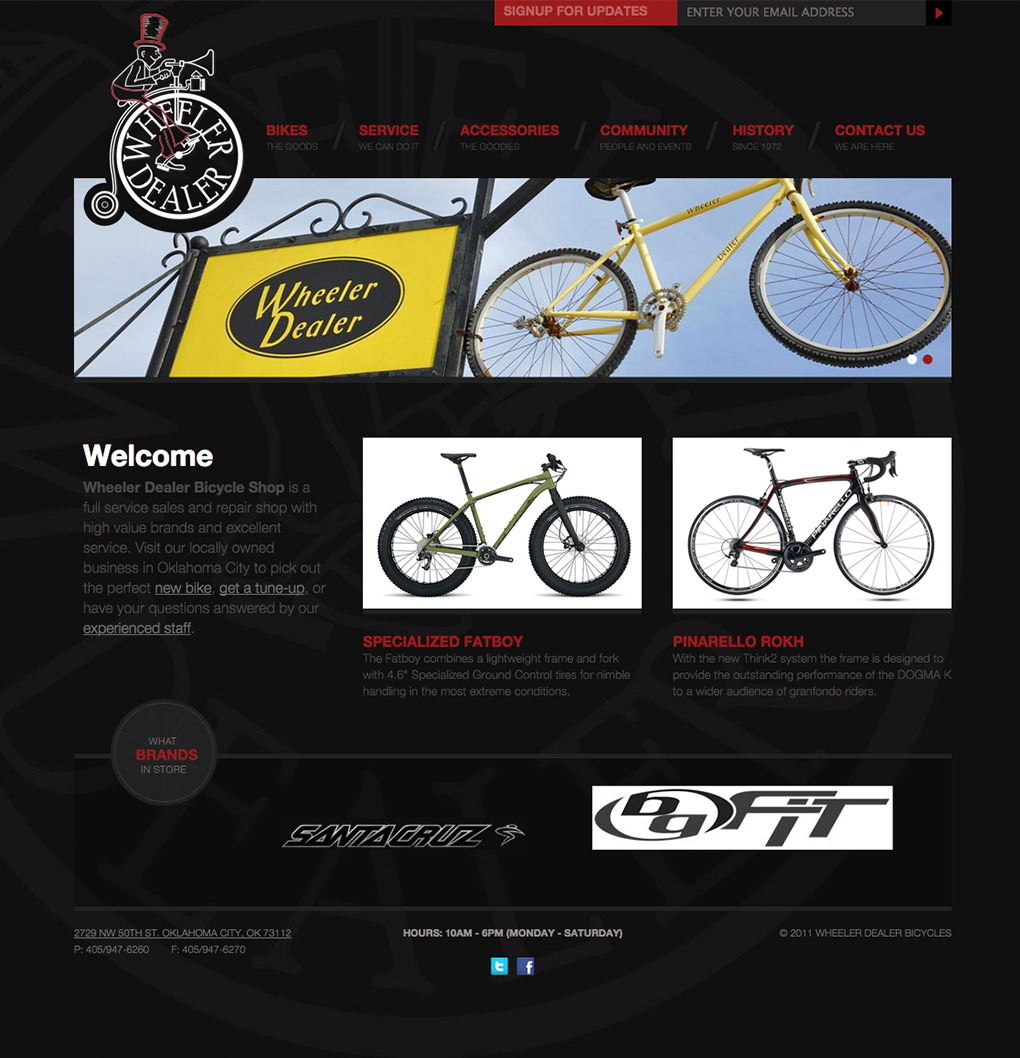 SIGNUP FOR UPDATES
ENTER YOUR EMAIL ADDRESS
WHEELER
DEALER
BIKES
THE GOODS
SERVICE
WE CAN DO IT
ACCESSORIES
THE GOODIES
COMMUNITY
PEOPLE AND EVENTS
HISTORY
SINCE 1972
CONTACT US
WE ARE HERE
Wheeler
Dealer
Wheeler
Dealer
Welcome
Wheeler Dealer Bicycle Shop is a
full service sales and repair shop with
high value brands and excellent
service. Visit our locally owned
business in Oklahoma City to pick out
the perfect new bike, get a tune-up, or
have your questions answered by our
experienced staff.
PINARELLO
SPECIALIZED FATBOY
The Fatboy combines a lightweight frame and fork
with 4.6" Specialized Ground Control tires for nimble
handling in the most extreme conditions.
PINARELLO ROKH
With the new Think2 system the frame is designed to
provide the outstanding performance of the DOGMA K
to a wider audience of granfondo riders.
WHAT
BRANDS
IN STORE
SANTACRUZ
bg FiT
2729 NW 50TH ST. OKLAHOMA CITY, OK 73112
P: 405/947-6260 F: 405/947-6270
HOURS: 10AM - 6PM (MONDAY - SATURDAY)
© 2011 WHEELER DEALER BICYCLES